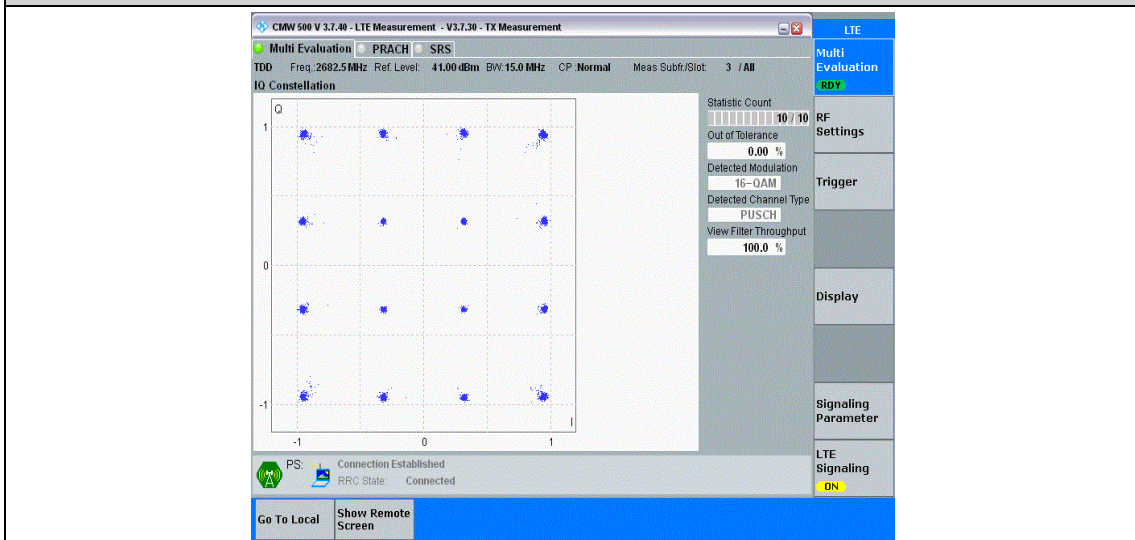 CMW 500 V 3.7.40 - LTE Measurement - V3.7.30 - TX Measurement
LTE
Multi Evaluation PRACH SRS
Multi
Evaluation
RDY
TDD Freq.:2682.5 MHz Ref. Level: 41.00 dBm BW:15.0 MHz CP :Normal Meas Subfr./Slot: 3 / All
IQ Constellation
Q
1
0
-1
-1 0 1
I
Statistic Count
10 / 10
Out of Tolerance
0.00 %
Detected Modulation
16-QAM
Detected Channel Type
PUSCH
View Filter Throughput
100.0 %
RF
Settings
Trigger
Display
Signaling
Parameter
LTE
Signaling
ON
PS: Connection Established
RRC State: Connected
Go To Local
Show Remote
Screen